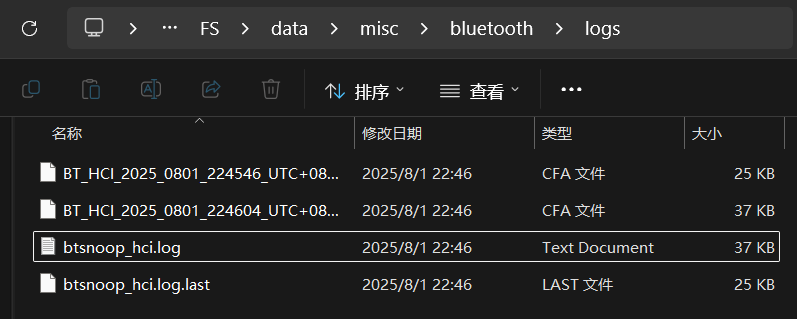 … FS data misc bluetooth logs
排序 查看 …
名称 修改日期 类型 大小
BT_HCI_2025_0801_224546_UTC+08... 2025/8/1 22:46 CFA 文件 25 KB
BT_HCI_2025_0801_224604_UTC+08... 2025/8/1 22:46 CFA 文件 37 KB
btsnoop_hci.log 2025/8/1 22:46 Text Document 37 KB
btsnoop_hci.log.last 2025/8/1 22:46 LAST 文件 25 KB